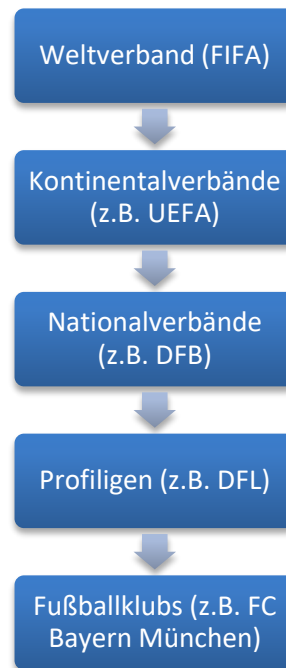 Weltverband (FIFA)
Kontinentalverbände
(z.B. UEFA)
Nationalverbände
(z.B. DFB)
Profiligen (z.B. DFL)
Fußballklubs (z.B. FC
Bayern München)